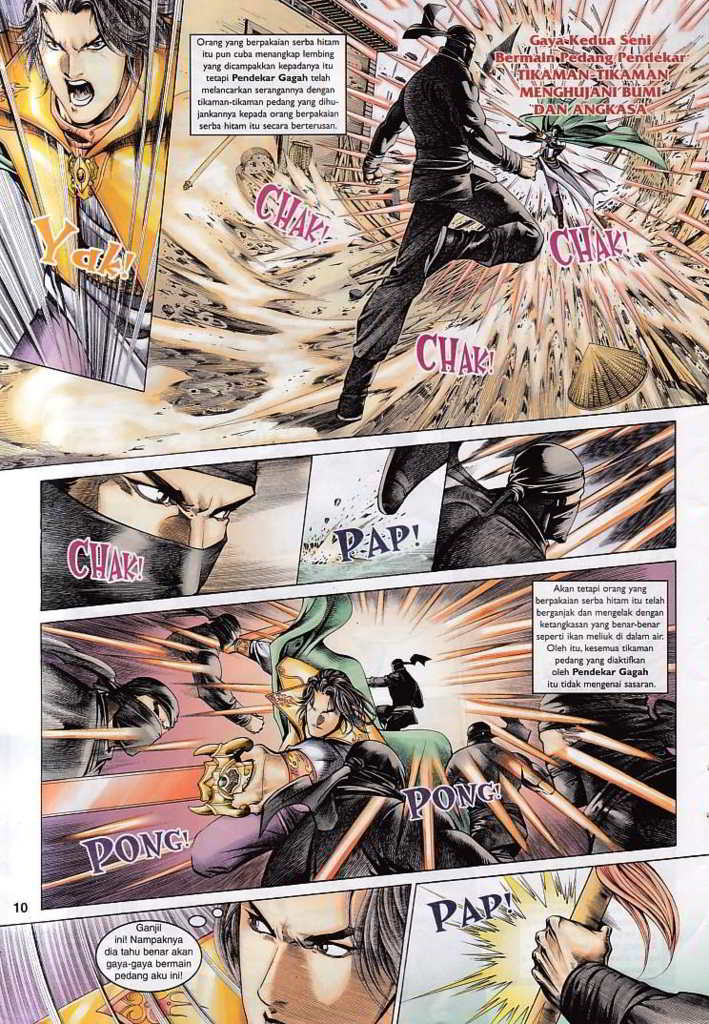 Orang yang berpakaian serba hitam
itu pun cuba menangkap lembing
yang dicampakkan kepadanya itu
tetapi Pendekar Gagah telah
melancarkan serangannya dengan
tikaman-tikaman pedang yang dihu-
jankannya kepada orang berpakaian
serba hitam itu secara berterusan.
Gaya Kedua Seni
Bermain Pedang Pendekar
TIKAMAN-TIKAMAN
MENGHUJANI BUMI
DAN ANGKASA
Yak!
CHAK!
CHAK!
CHAK!
CHAK!
PAP!
Akan tetapi orang yang
berpakaian serba hitam itu telah
berganjak dan mengelak dengan
ketangkasan yang benar-benar
seperti ikan meliuk di dalam air.
Oleh itu, kesemua tikaman
pedang yang diaktifkan
oleh Pendekar Gagah
itu tidak mengenai sasaran.
PONG!
PONG!
10
Ganjil
ini! Nampaknya
dia tahu benar akan
gaya-gaya bermain
pedang aku ini!
PAP!